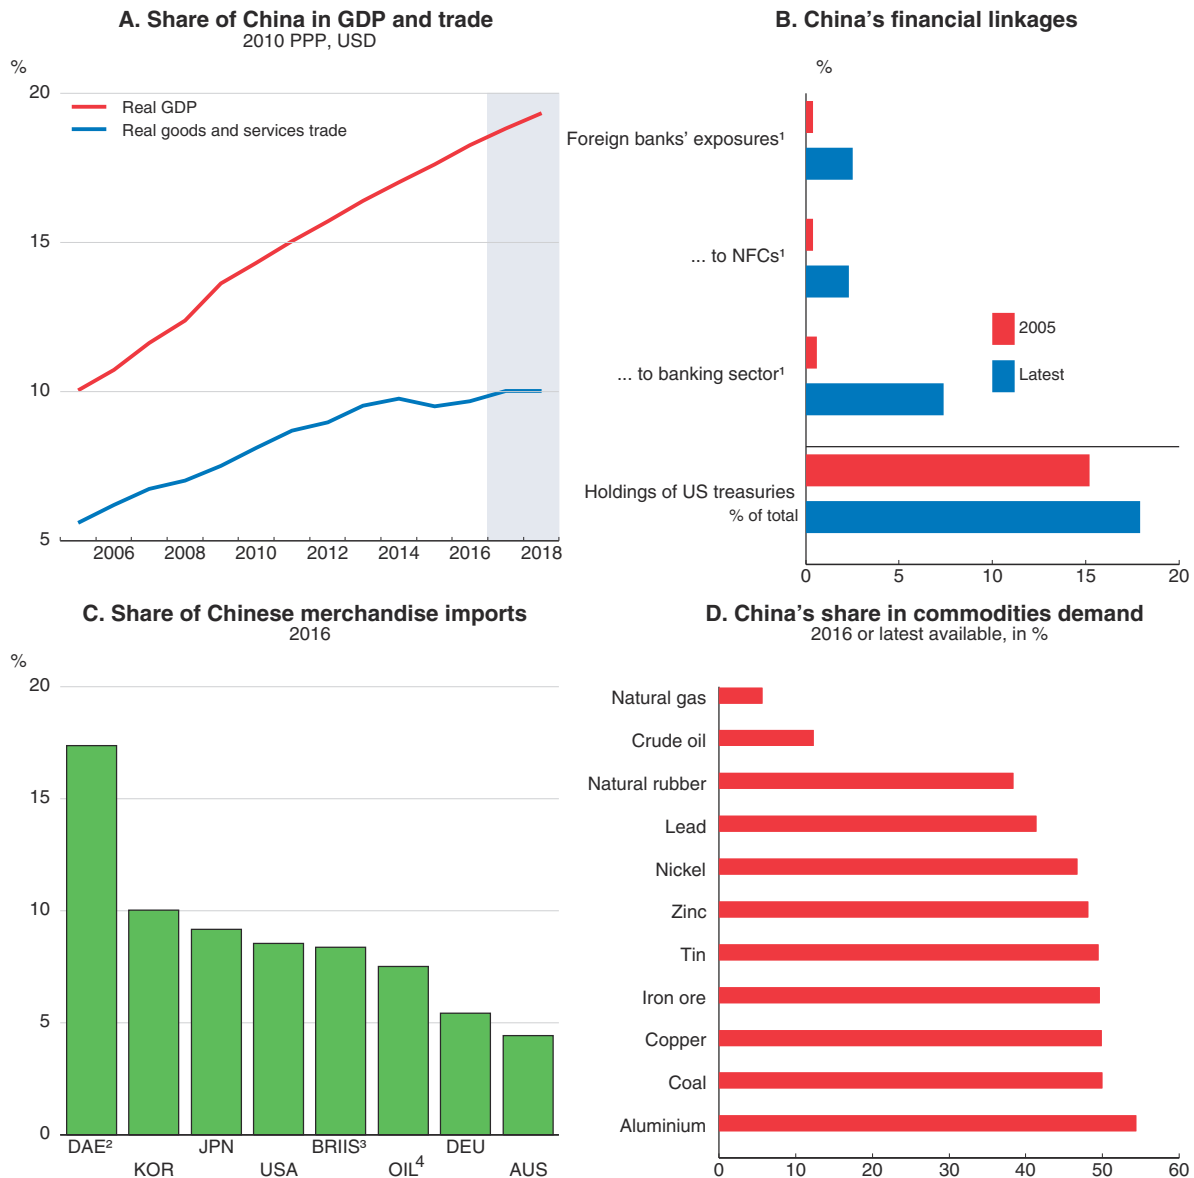 A. Share of China in GDP and trade
2010 PPP, USD
%
20
15
10
5
Real GDP
Real goods and services trade
2006 2008 2010 2012 2014 2016 2018
B. China's financial linkages
%
Foreign banks' exposures¹
... to NFCs¹
... to banking sector¹
Holdings of US treasuries
% of total
2005
Latest
0 5 10 15 20
C. Share of Chinese merchandise imports
2016
%
20
15
10
5
0
DAE² JPN BRIIS³ DEU
KOR USA OIL⁴ AUS
D. China's share in commodities demand
2016 or latest available, in %
Natural gas
Crude oil
Natural rubber
Lead
Nickel
Zinc
Tin
Iron ore
Copper
Coal
Aluminium
0 10 20 30 40 50 60